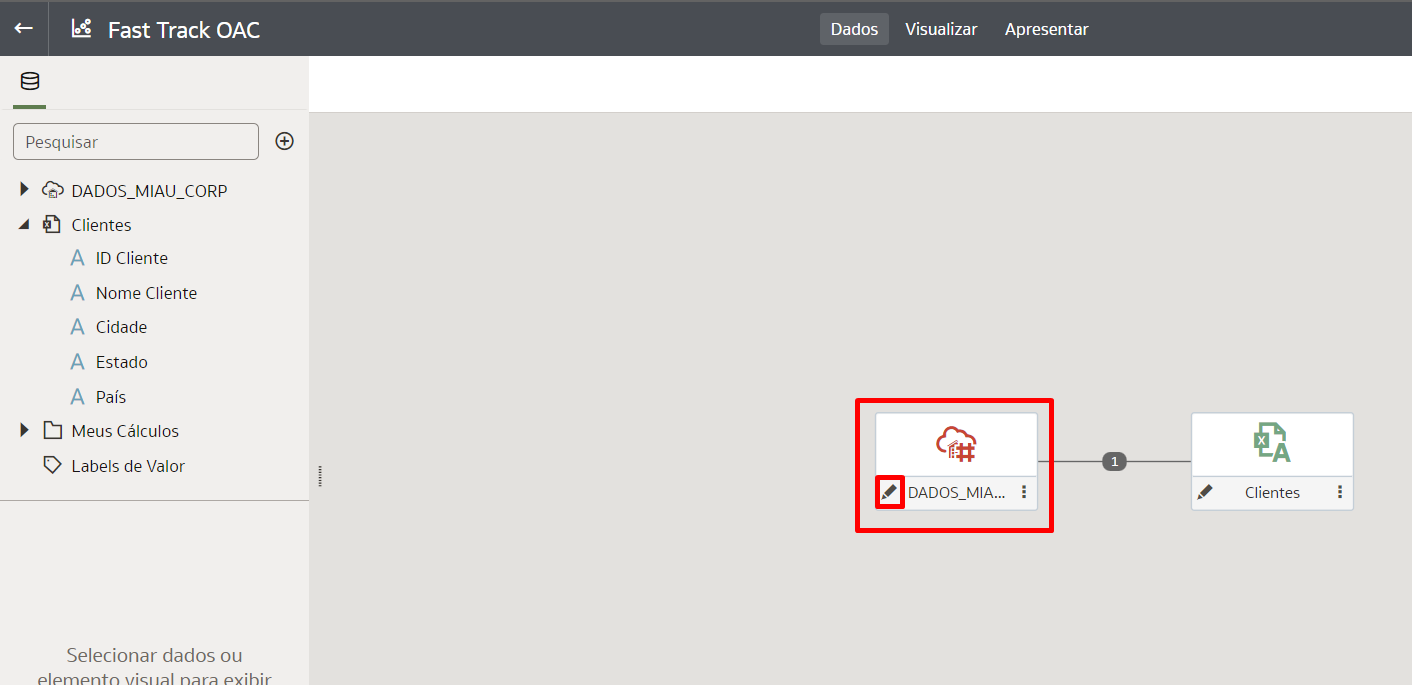 Fast Track OAC
Dados
Visualizar
Apresentar
Pesquisar
DADOS_MIAU_CORP
Clientes
A ID Cliente
A Nome Cliente
A Cidade
A Estado
A País
Meus Cálculos
Labels de Valor
Selecionar dados ou
elemento visual para exibir
DADOS_MIA...
1
Clientes